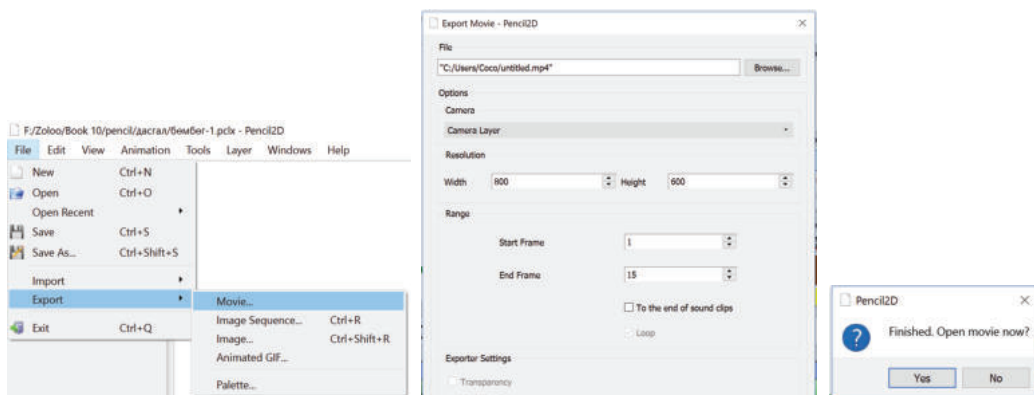 F:/Zoloo/Book 10/pencil/дасгал/бөмбөг-1.pclx - Pencil2D
File Edit View Animation Tools Layer Windows Help
New Ctrl+N
Open Ctrl+O
Open Recent
Save Ctrl+S
Save As... Ctrl+Shift+S
Import
Export
Exit Ctrl+Q
Movie...
Image Sequence... Ctrl+R
Image... Ctrl+Shift+R
Animated GIF...
Palette...
Export Movie - Pencil2D
File
"C:/Users/Coco/untitled.mp4" Browse...
Options
Camera
Camera Layer
Resolution
Width 800 Height 600
Range
Start Frame 1
End Frame 15
To the end of sound clips
Loop
Exporter Settings
Transparency
Pencil2D
Finished. Open movie now?
Yes No